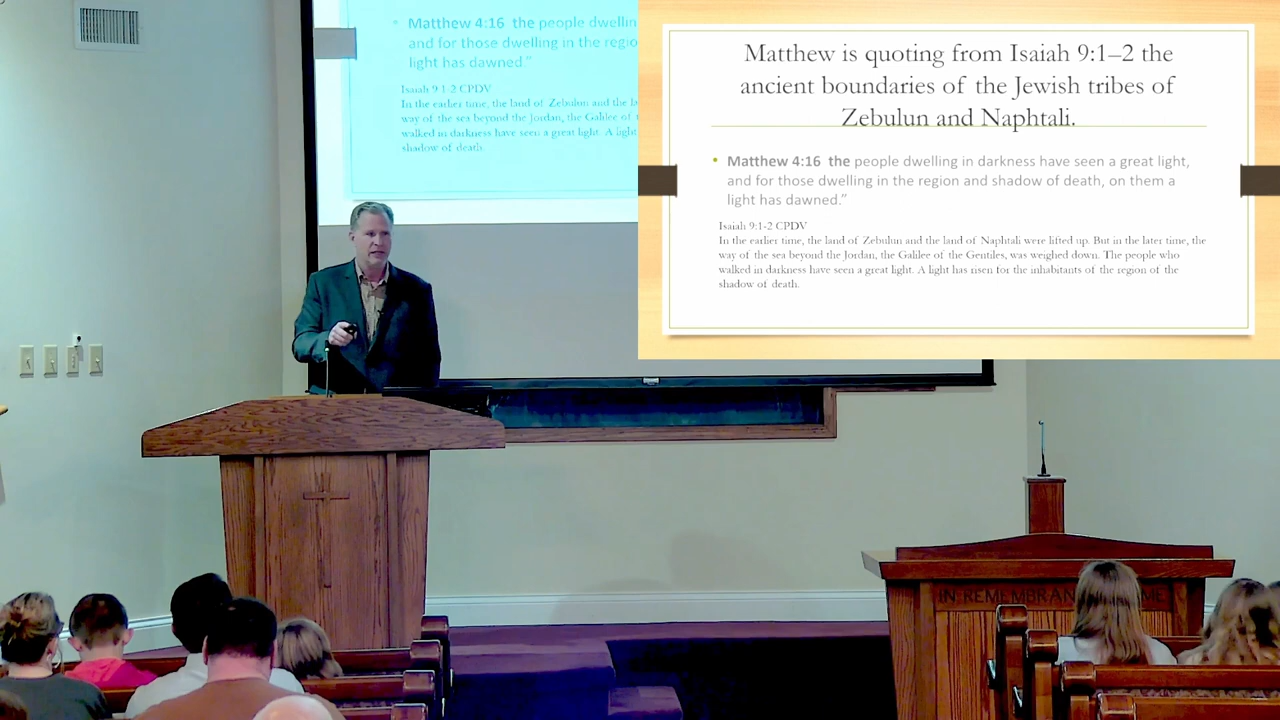 Matthew 4:16 the people dwellin
and for those dwelling in the regio
light has dawned.”
Isaiah 9 1-2 CPDV
In the earlier time, the land of Zebulun and the la
way of the sea beyond the Jordan, the Galilee of
walked in darkness have seen a great light. A light
shadow of death.
Matthew is quoting from Isaiah 9:1–2 the
ancient boundaries of the Jewish tribes of
Zebulun and Naphtali.
Matthew 4:16 the people dwelling in darkness have seen a great light,
and for those dwelling in the region and shadow of death, on them a
light has dawned.”
Isaiah 9:1-2 CPDV
In the earlier time, the land of Zebulun and the land of Naphtali were lifted up. But in the later time, the
way of the sea beyond the Jordan, the Galilee of the Gentiles, was weighed down. The people who
walked in darkness have seen a great light. A light has risen for the inhabitants of the region of the
shadow of death.
IN REMEMBRAN ME